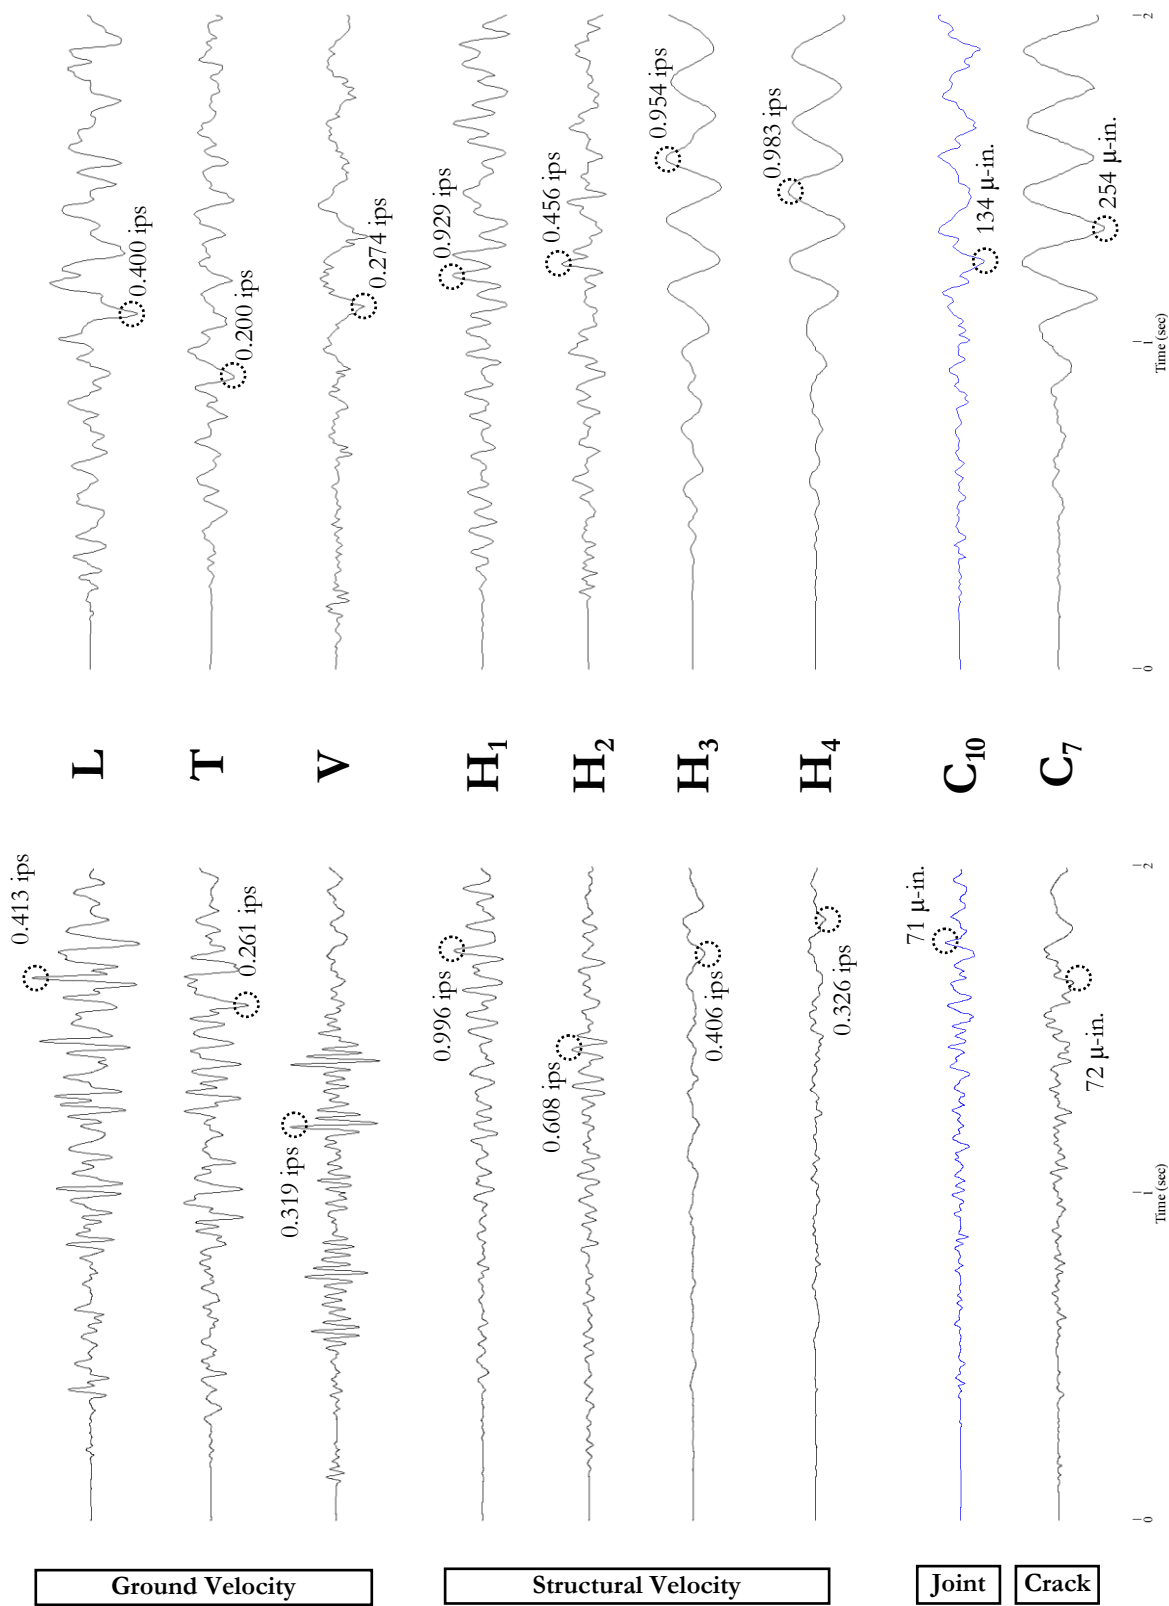 Ground Velocity
Structural Velocity
Joint
Crack
0.413 ips
0.261 ips
0.319 ips
0.996 ips
0.608 ips
0.406 ips
0.326 ips
71 μ-in.
72 μ-in.
0
1
2
Time (sec)
L
T
V
H1
H2
H3
H4
C10
C7
0.400 ips
0.200 ips
0.274 ips
0.929 ips
0.456 ips
0.954 ips
0.983 ips
134 μ-in.
254 μ-in.
0
1
2
Time (sec)